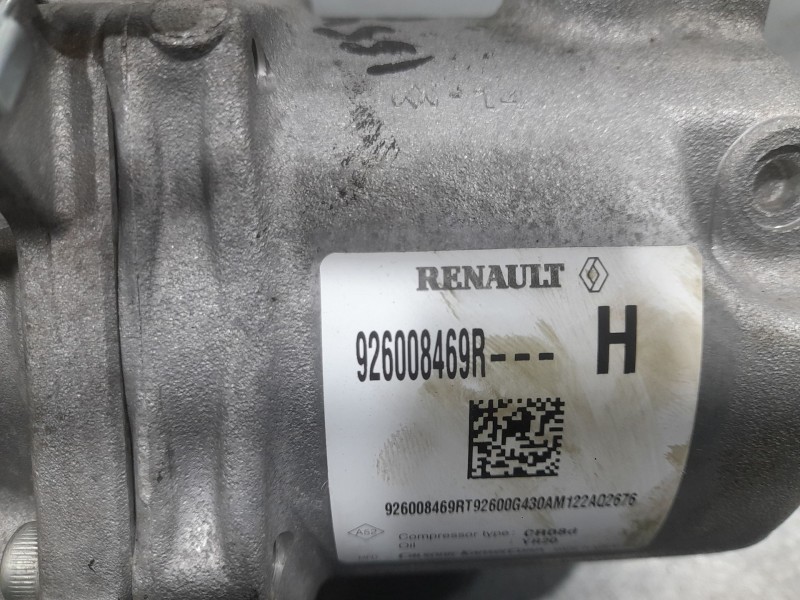 RENAULT
926008469R--- H
926008469RT92600G430AM122AQ2676
Compressor type:
Oil